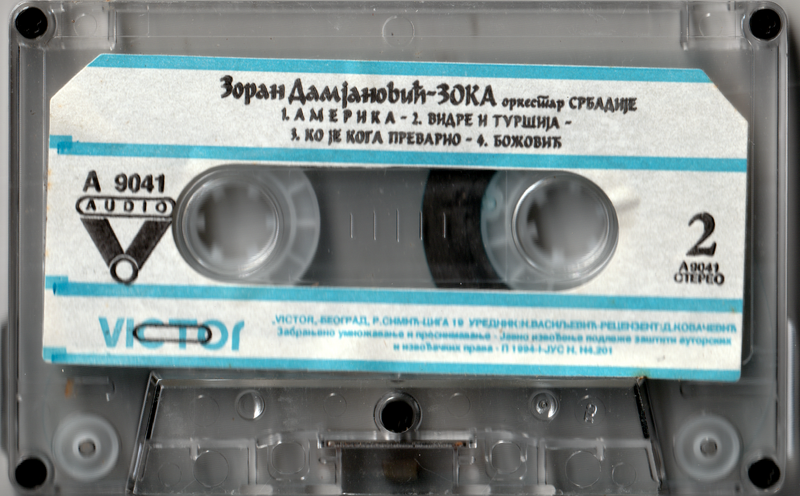 Зоран Дамјановић-ЗОКА оркестар СРБАДИЈЕ
1. АМЕРИКА - 2. ВИДРЕ И ТУРШИЈА -
3. КО ЈЕ КОГА ПРЕВАРИО - 4. БОЖОВИЋ
A 9041
AUDIO
2
A 9041
СТЕРЕО
VICTOR
„VICTOR„ БЕОГРАД, Р.СИМИЋ-ЦИГА 19 УРЕДНИК:Н.ВАСИЉЕВИЋ-РЕЦЕНЗЕНТ:Д.КОВАЧЕВИЋ
Забрањено умножавање и преснимавање - Јавно извођење подлеже заштити ауторских
и извођачких права - П 1994-ЈУС Н. N4.201